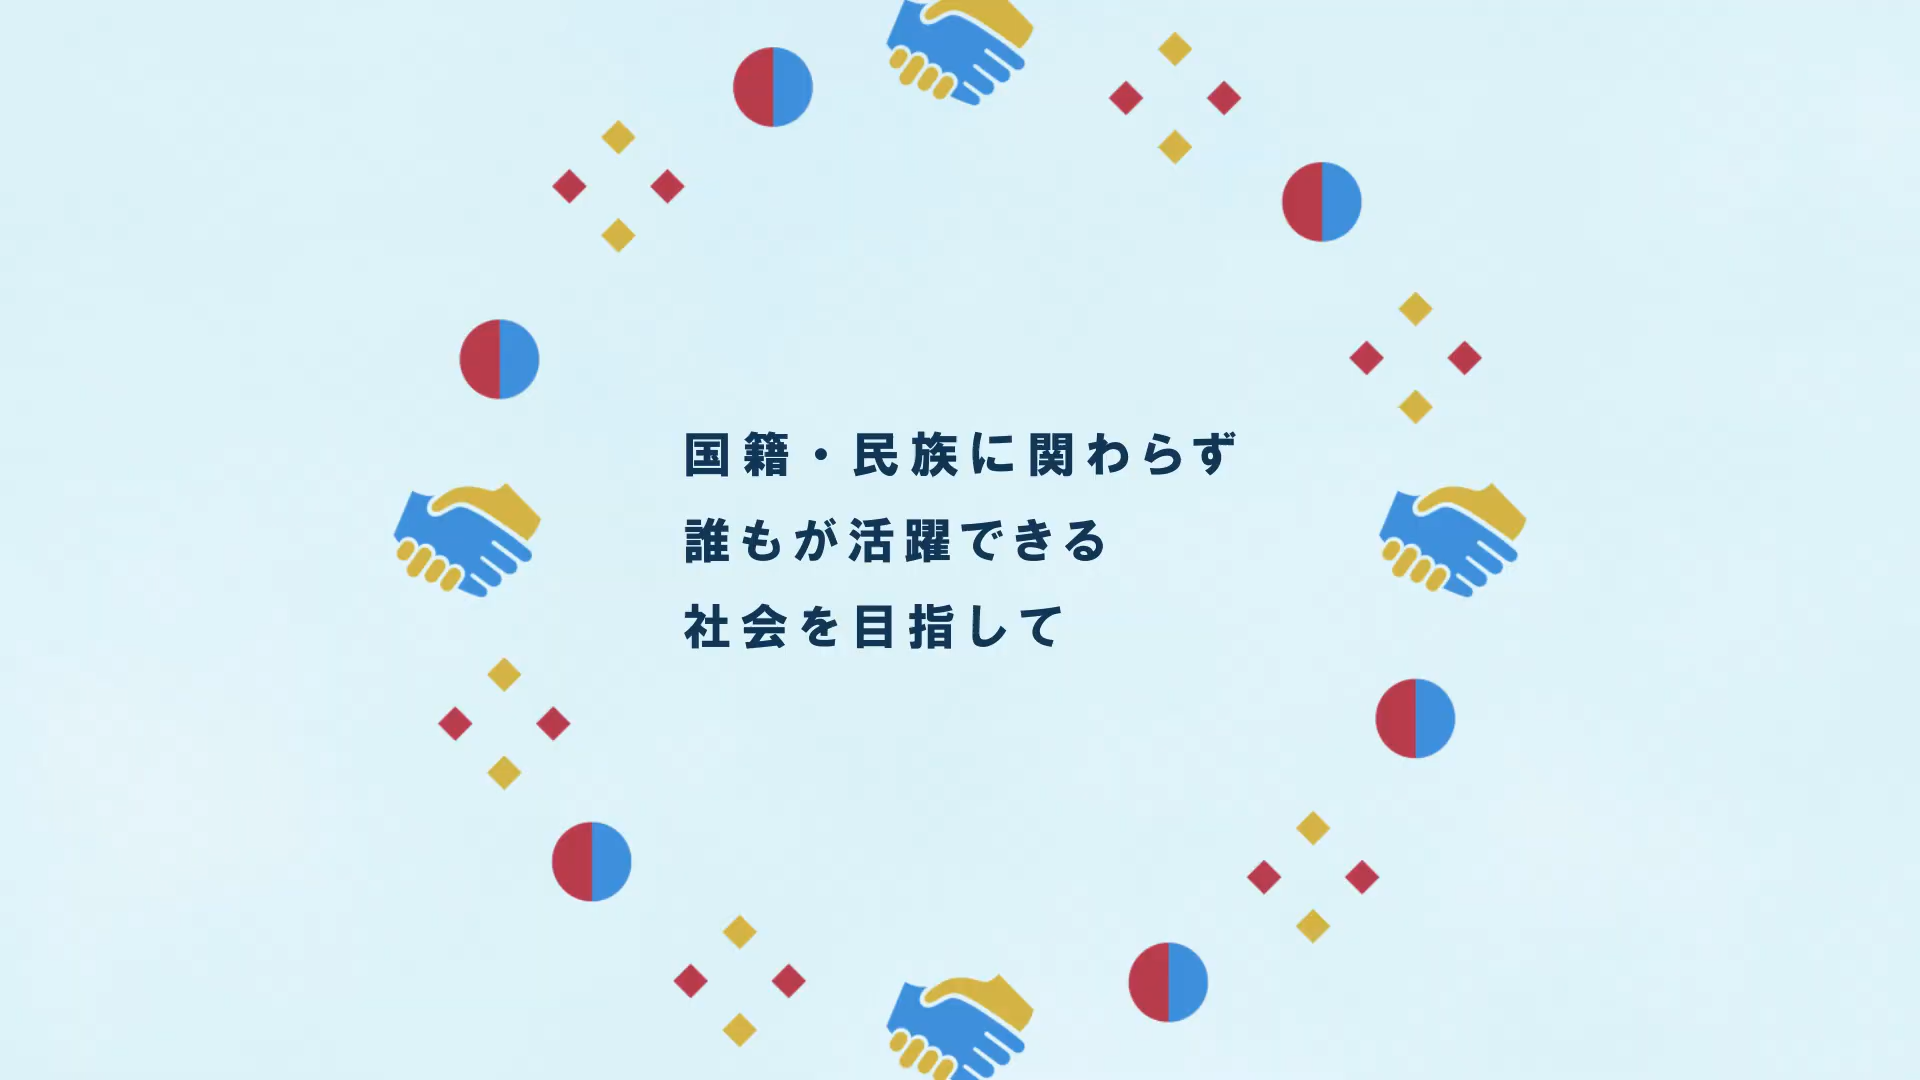 国籍・民族に関わらず
誰もが活躍できる
社会を目指して